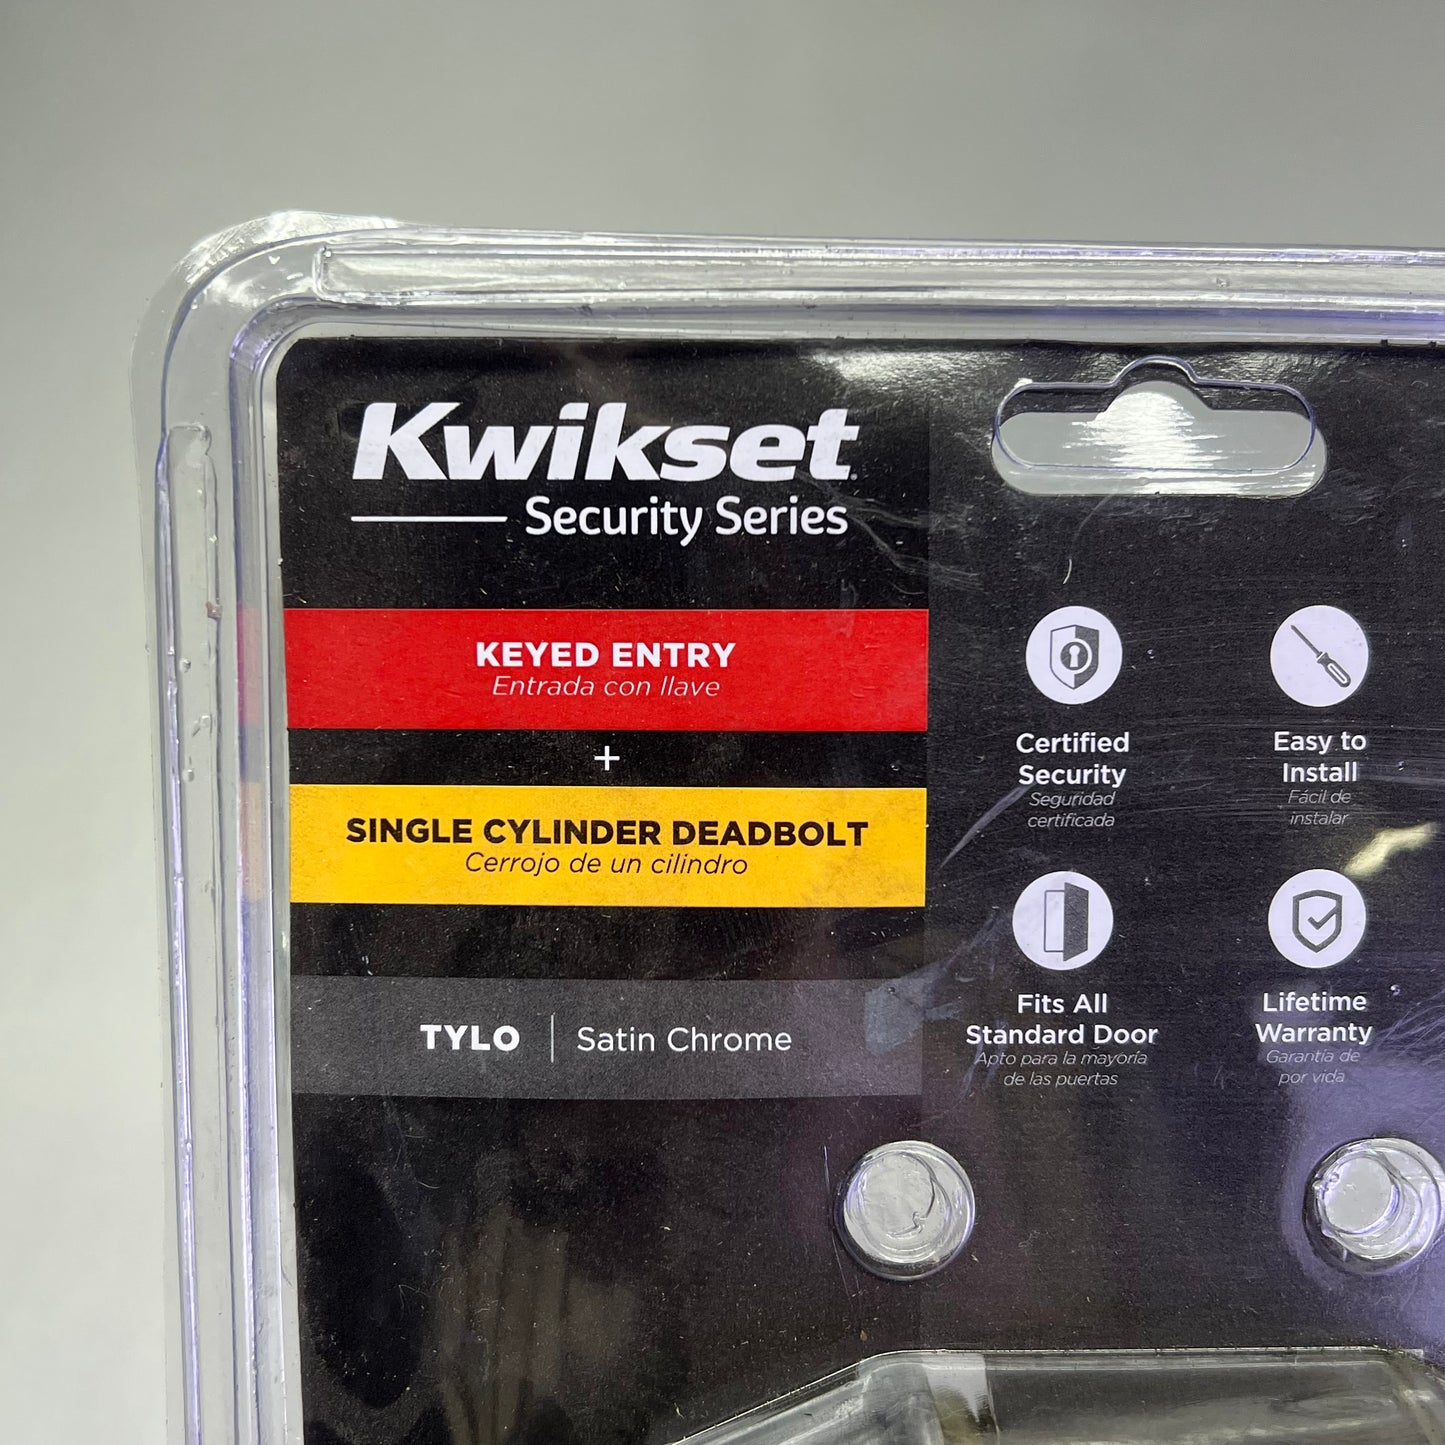 Kwikset
Security Series
KEYED ENTRY
Entrada con llave
+
SINGLE CYLINDER DEADBOLT
Cerrojo de un cilindro
TYLO | Satin Chrome
Certified
Security
Seguridad
certificada
Easy to
Install
Fácil de
instalar
Fits All
Standard Door
Apto para la mayoría
de las puertas
Lifetime
Warranty
Garantía de
por vida